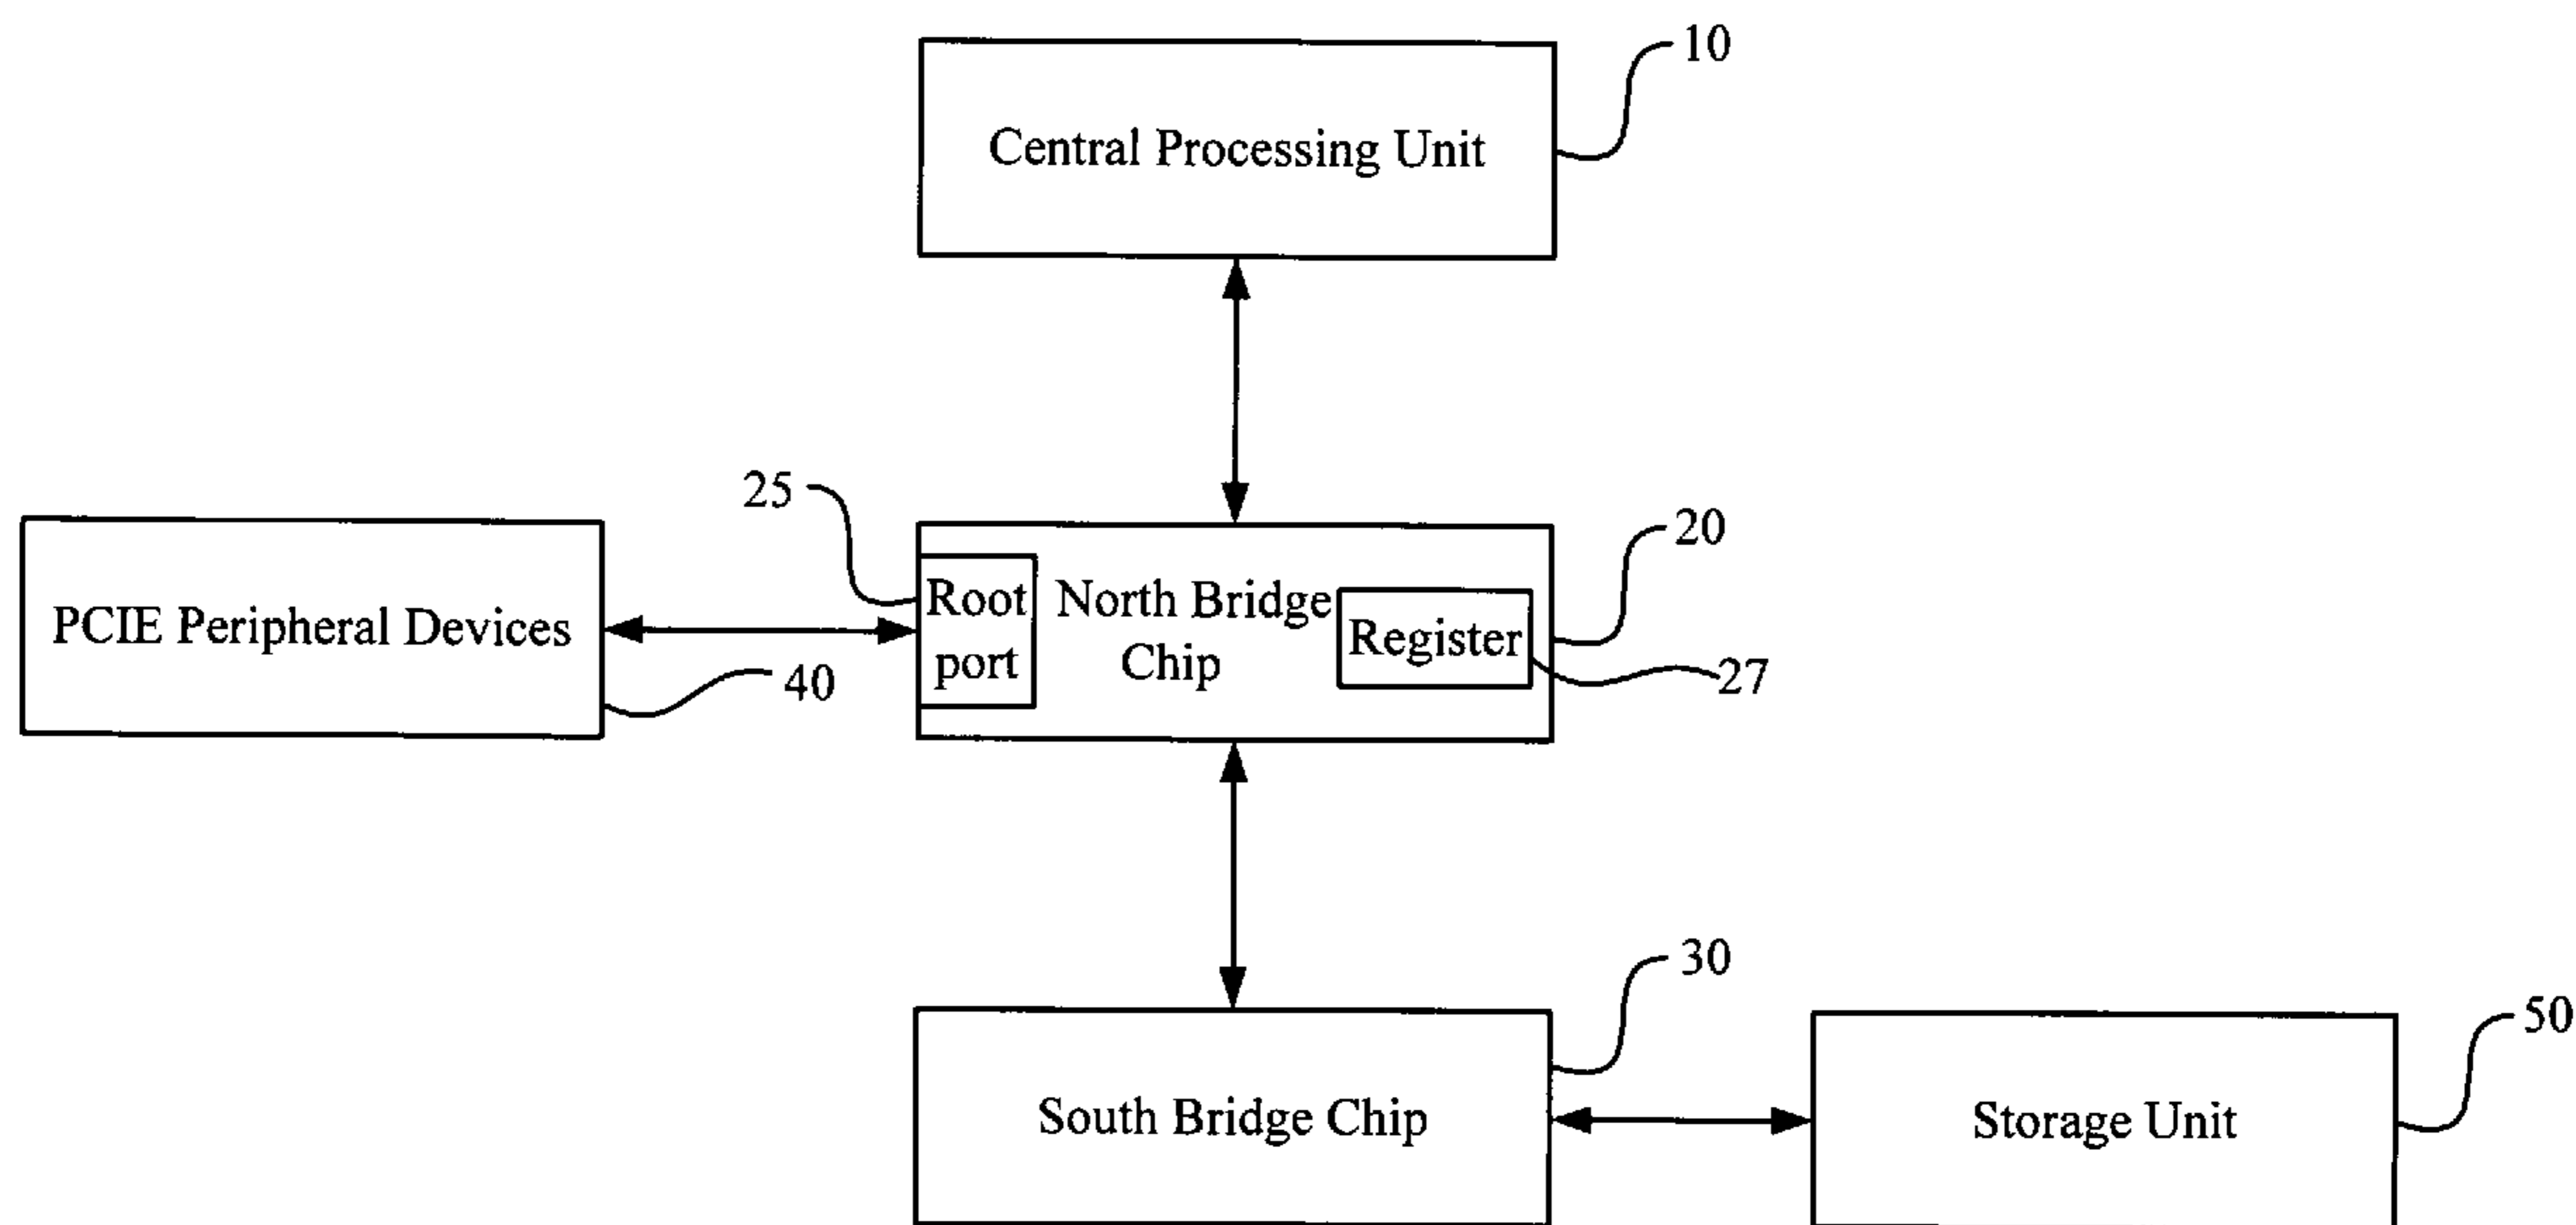 10
Central Processing Unit
25
20
Root
port
North Bridge
Chip
Register
PCIE Peripheral Devices
27
40
30
50
South Bridge Chip
Storage Unit